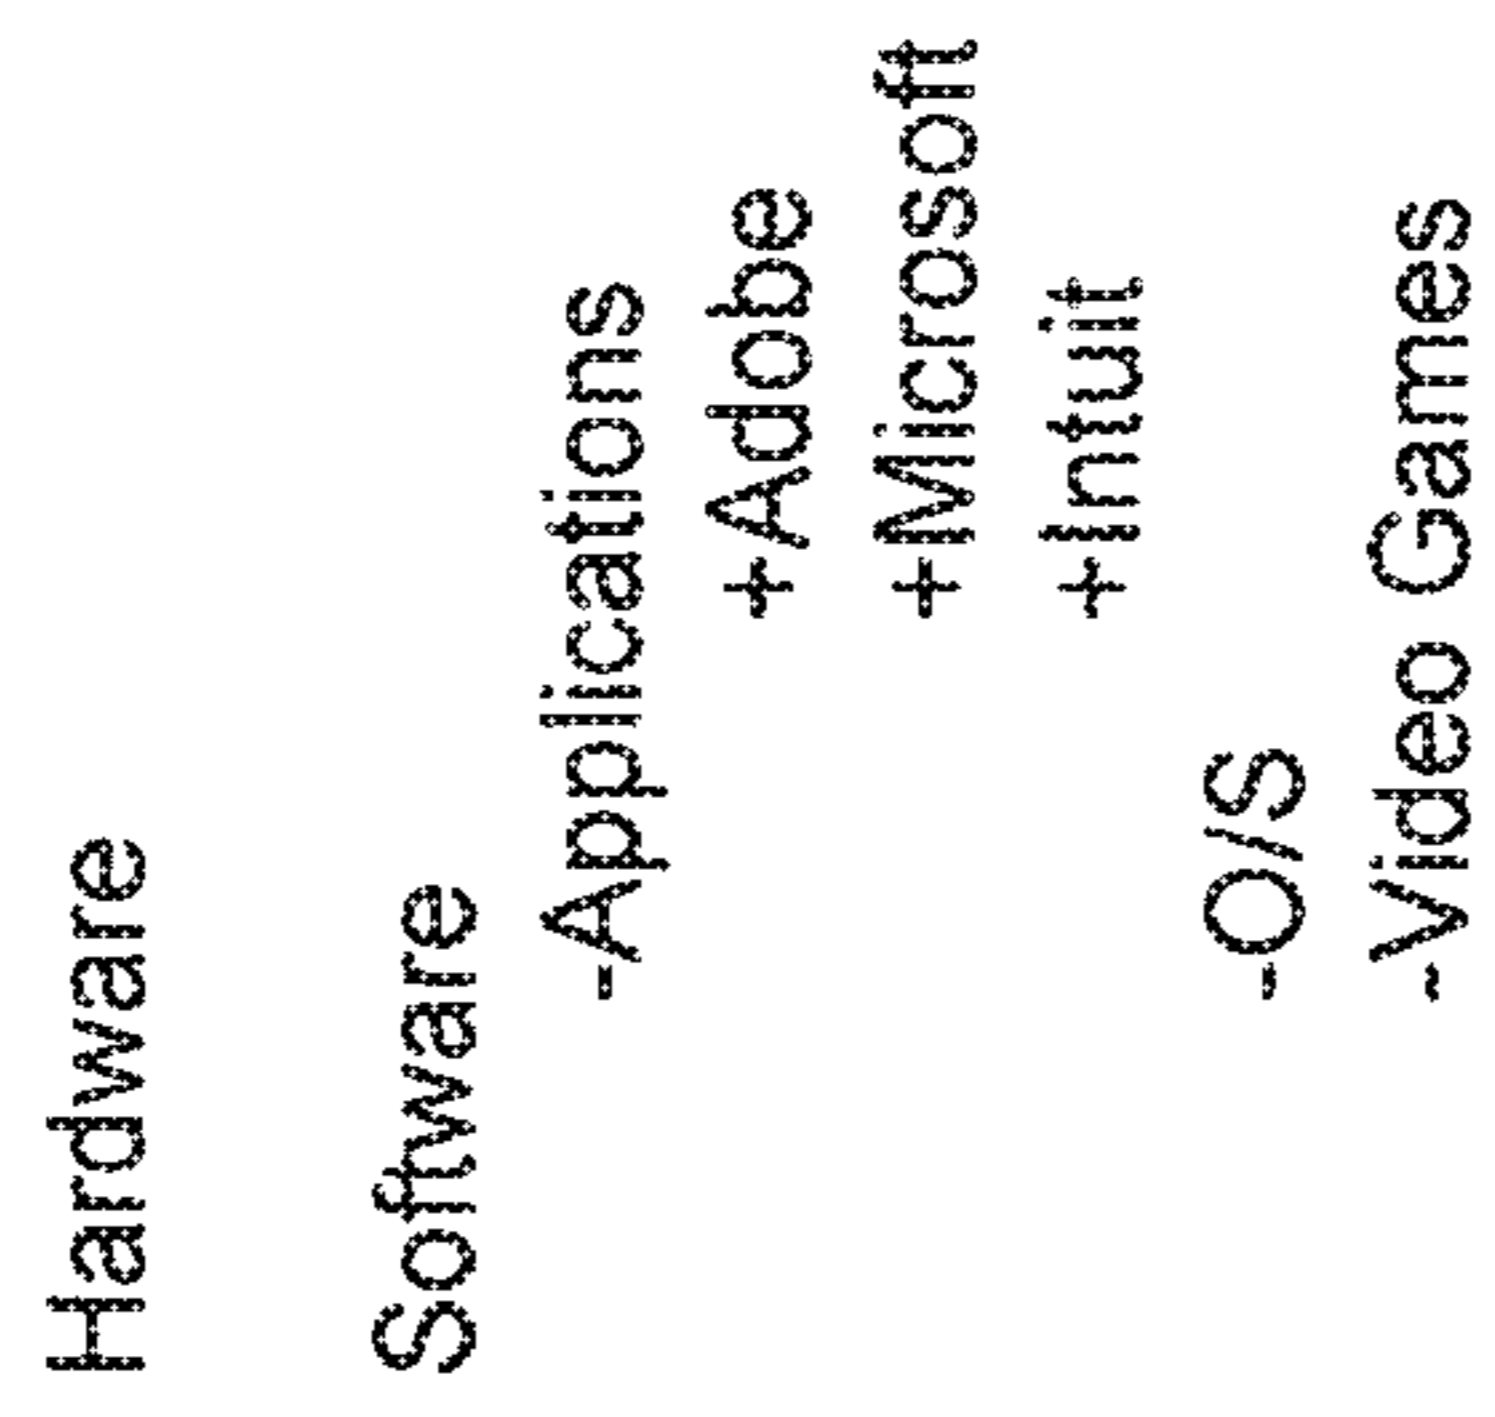 Hardware
Software
-Applications
+Adobe
+Microsoft
+Intuit
-O/S
-Video Games